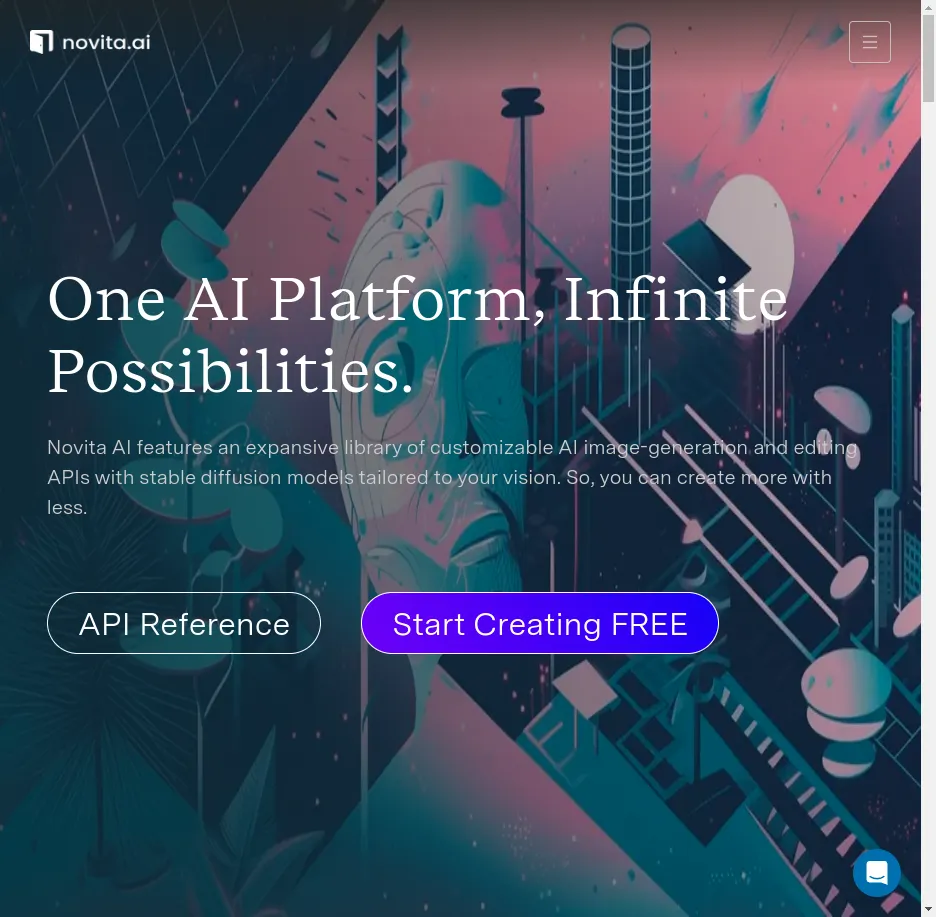 novita.ai
One AI Platform, Infinite
Possibilities.
Novita AI features an expansive library of customizable AI image-generation and editing
APIs with stable diffusion models tailored to your vision. So, you can create more with
less.
API Reference
Start Creating FREE